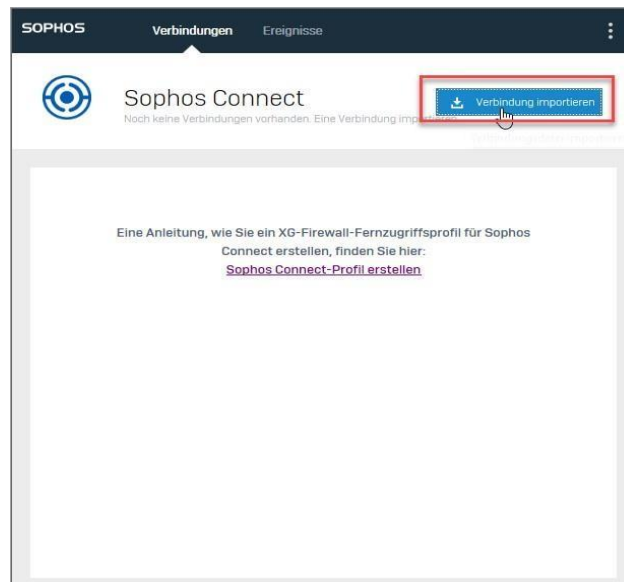 SOPHOS Verbindungen Ereignisse
Sophos Connect
Verbindung importieren
Noch keine Verbindungen vorhanden. Eine Verbindung importieren
Eine Anleitung, wie Sie ein XG-Firewall-Fernzugriffsprofil für Sophos
Connect erstellen, finden Sie hier:
Sophos Connect-Profil erstellen